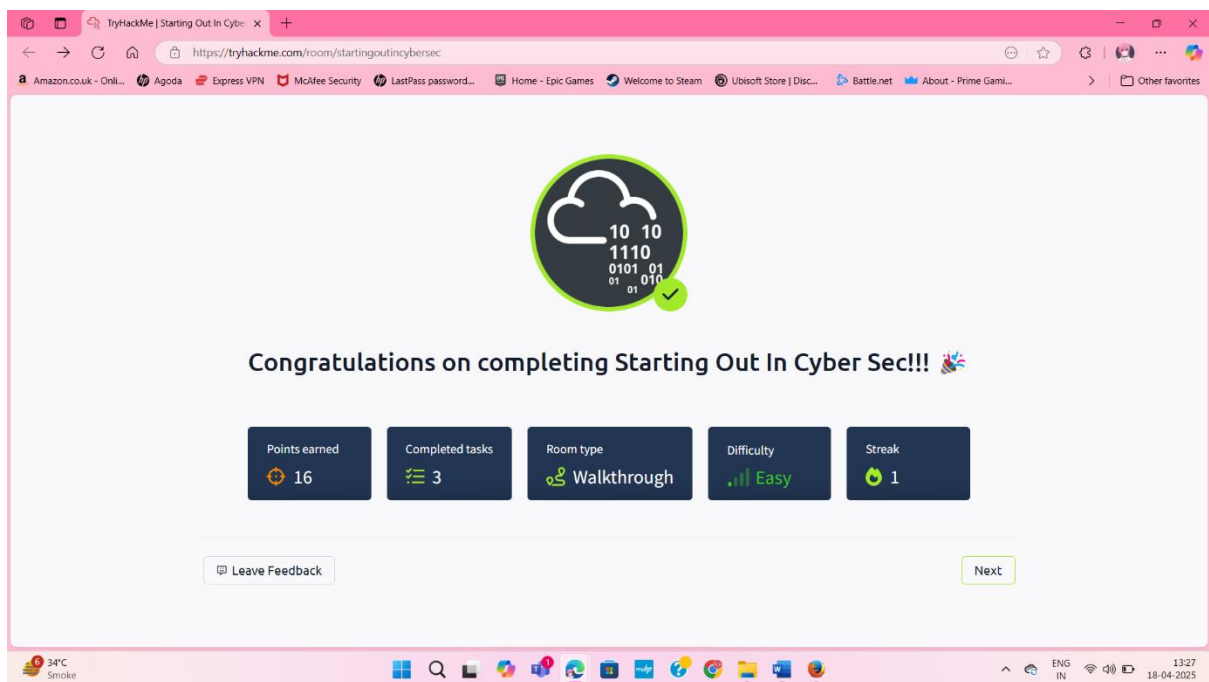 TryHackMe | Starting Out In Cybe
https://tryhackme.com/room/startingoutincybersec
Amazon.co.uk - Onli... Agoda Express VPN McAfee Security LastPass password... Home - Epic Games Welcome to Steam Ubisoft Store | Disc... Battle.net About - Prime Gami... Other favorites
10 10
1110
0101 01
01 010
01
Congratulations on completing Starting Out In Cyber Sec!!!
Points earned
16
Completed tasks
3
Room type
Walkthrough
Difficulty
Easy
Streak
1
Leave Feedback
Next
6
34°C
Smoke
1
ENG
IN
13:27
18-04-2025